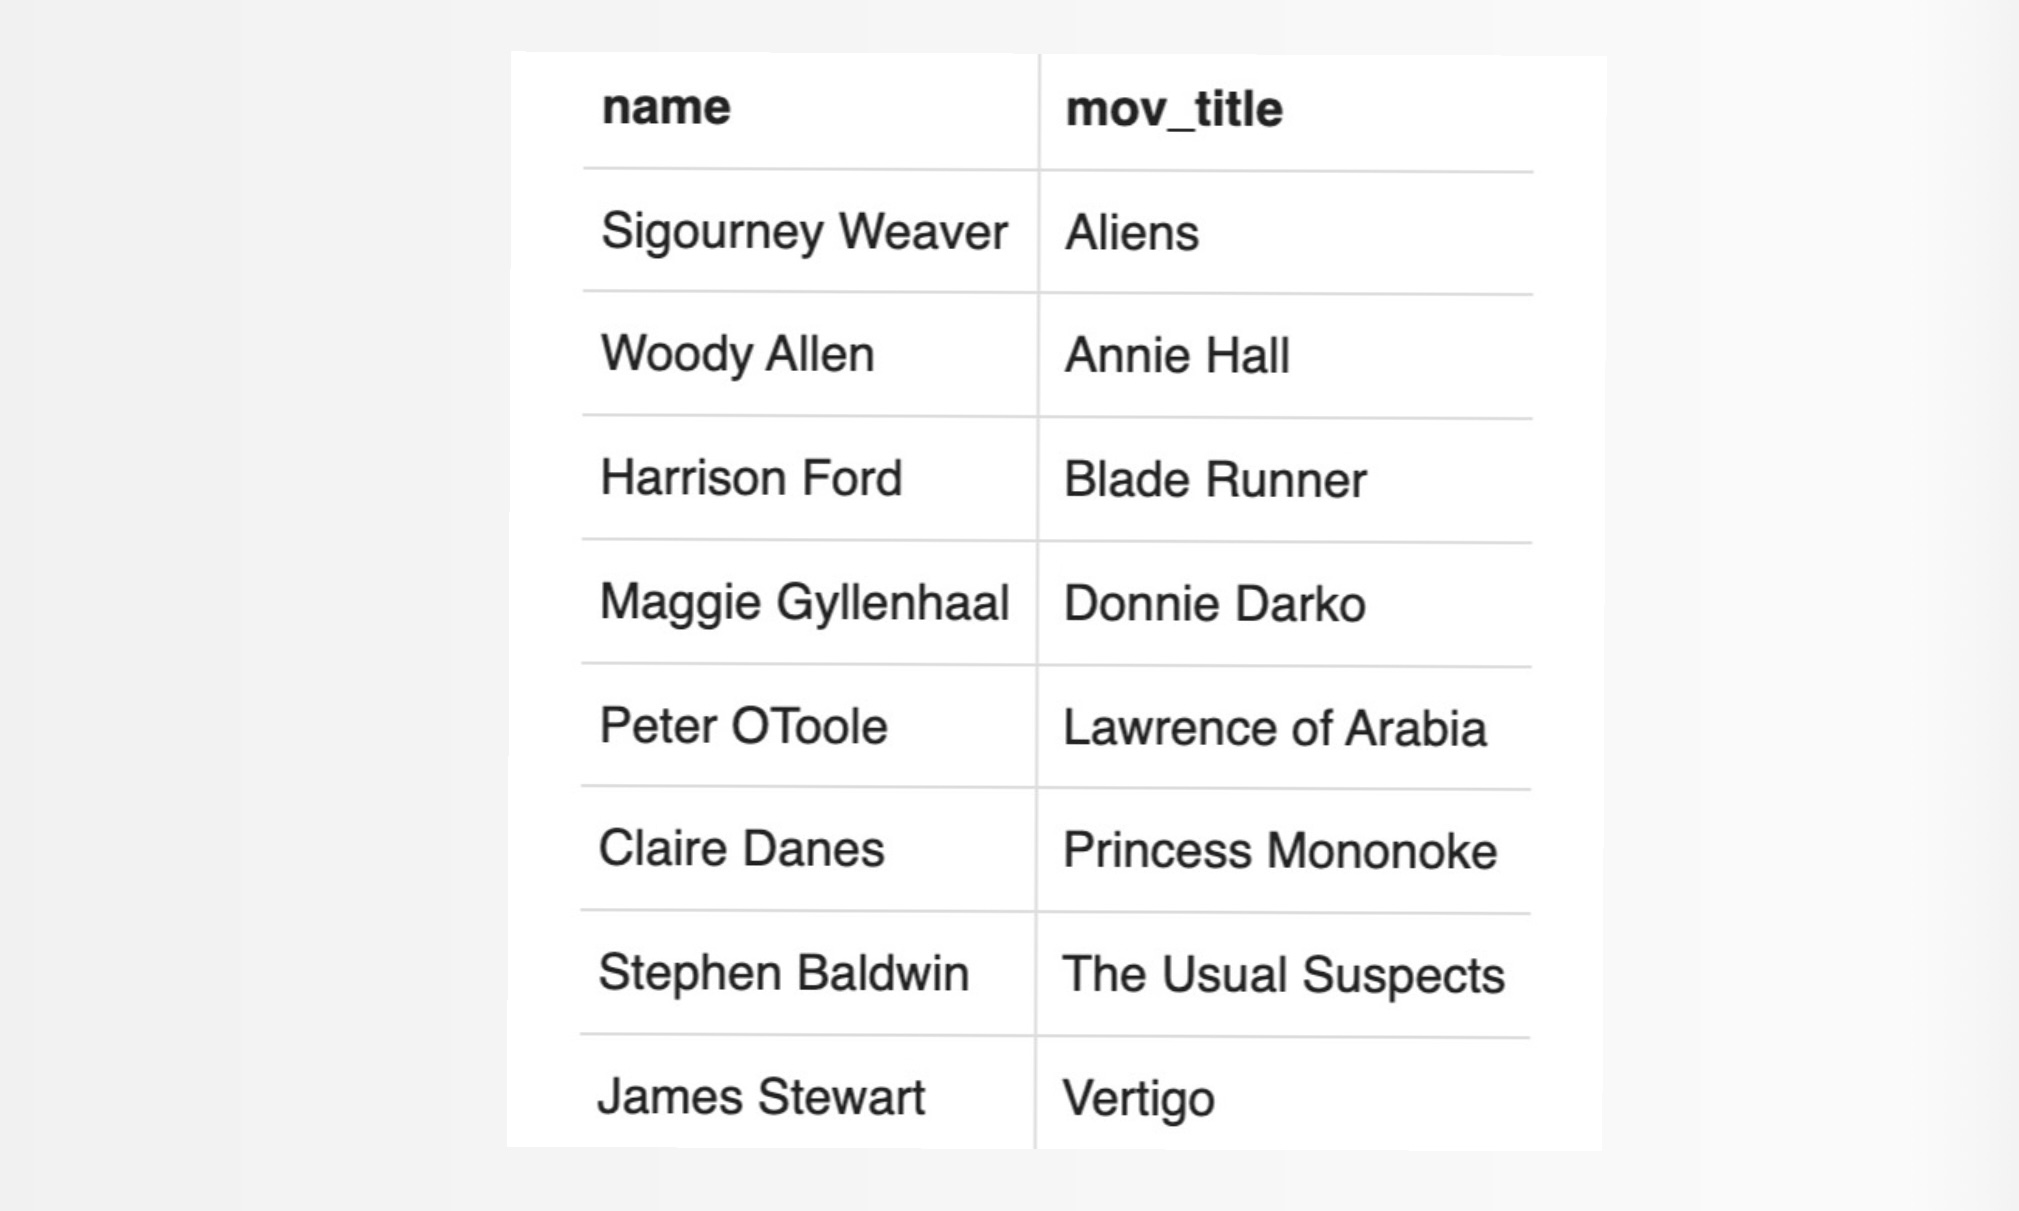 name mov_title
Sigourney Weaver Aliens
Woody Allen Annie Hall
Harrison Ford Blade Runner
Maggie Gyllenhaal Donnie Darko
Peter OToole Lawrence of Arabia
Claire Danes Princess Mononoke
Stephen Baldwin The Usual Suspects
James Stewart Vertigo